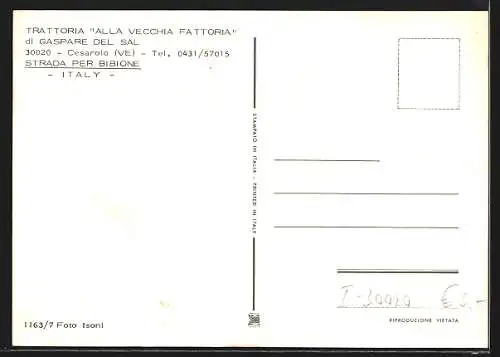 TRATTORIA "ALLA VECCHIA FATTORIA"
di GASPARE DEL SAL
30020 - Cesarolo (VE) - Tel. 0431/57015
STRADA PER BIBIONE
- ITALY -
STAMPATO IN ITALIA - PRINTED IN ITALY
I-30020 €
RIPRODUZIONE VIETATA
1163/7 Foto Isoni